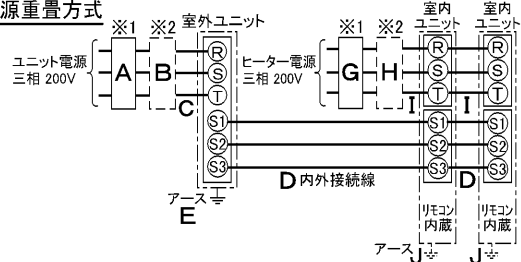 源重畳方式
※1 ※2 室外ユニット ※1 ※2 室内ユニット 室内ユニット
ユニット電源
三相 200V
A B
C
R
S
T
S1
S2
S3
アース
E
ヒーター電源
三相 200V
G H
R R
S S
T T
I I
S1 S1
S2 S2
S3 S3
D 内外接続線 D
リモコン内蔵 リモコン内蔵
アース J J